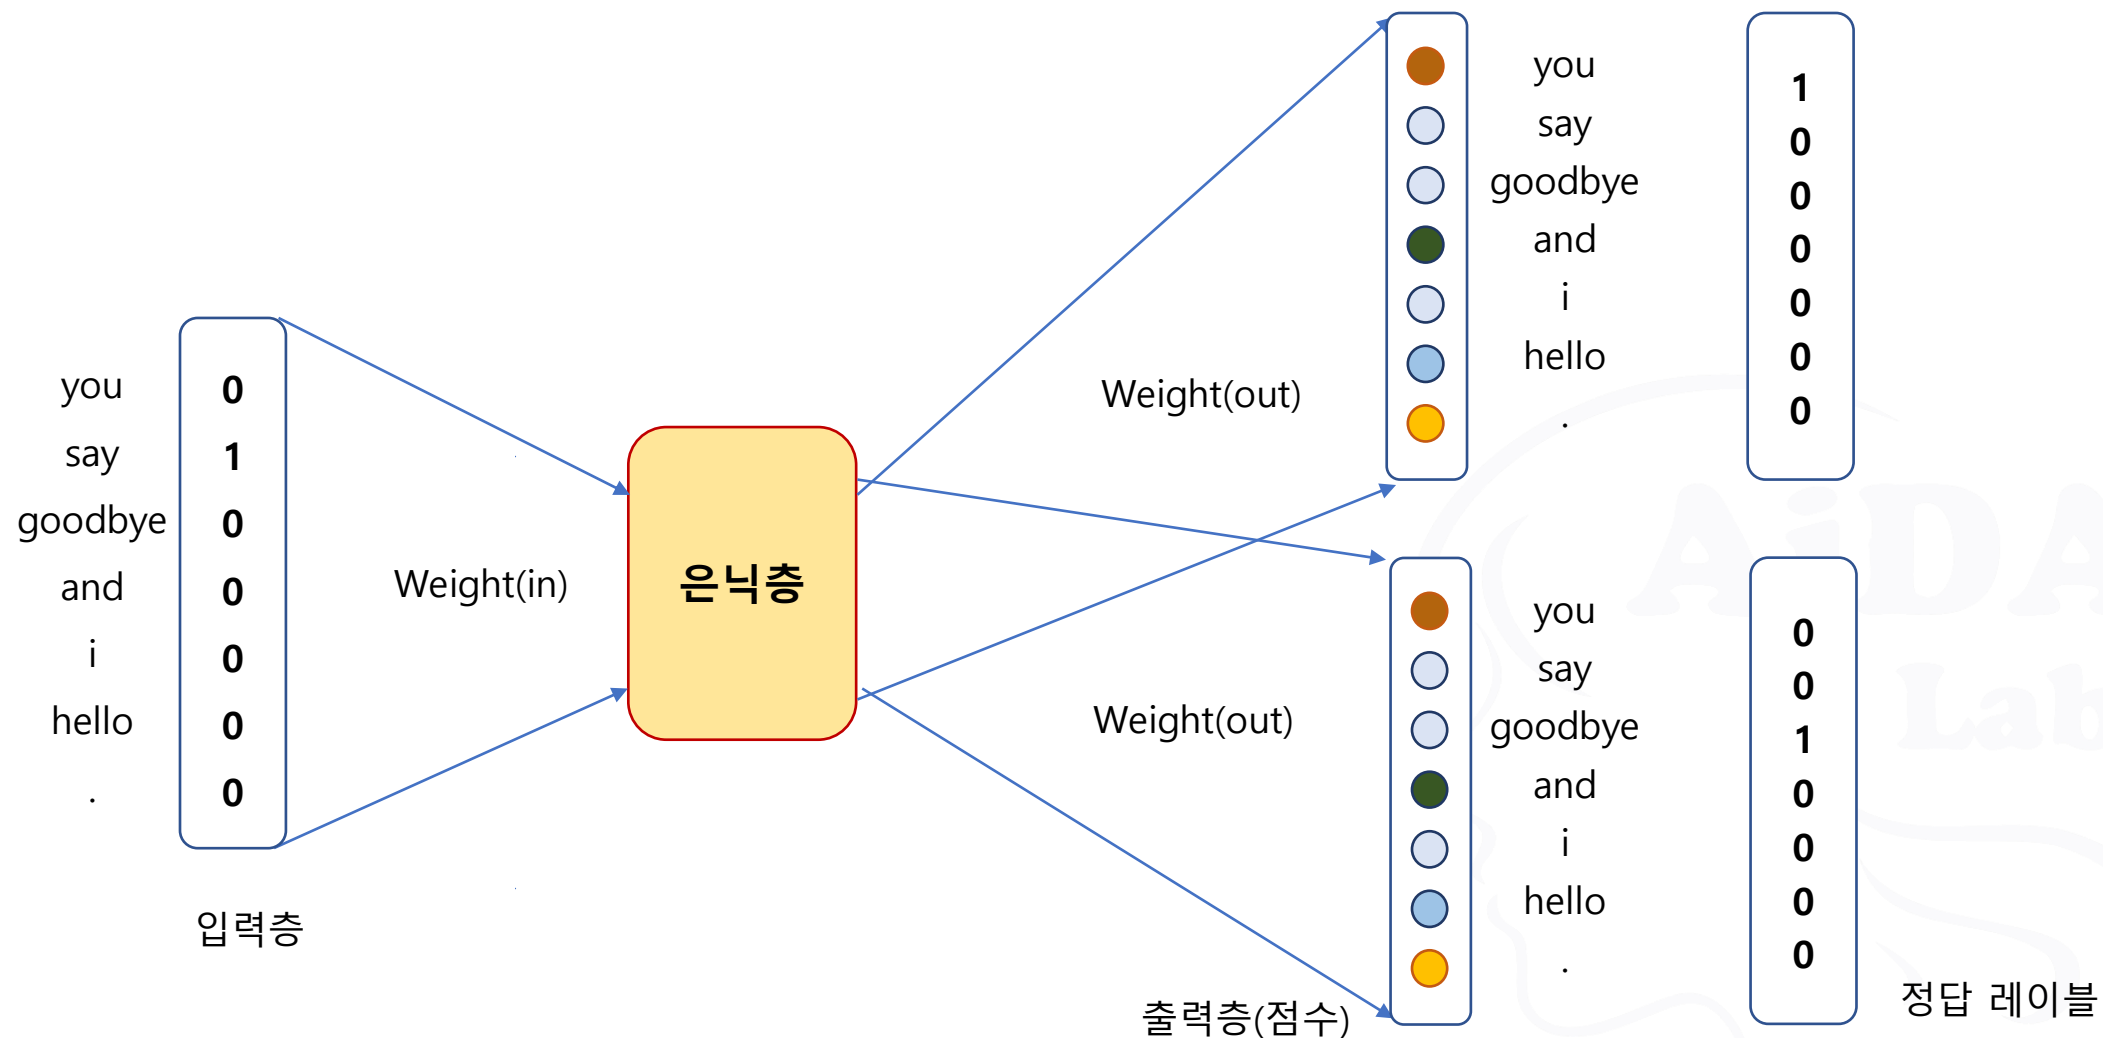 you 0
say 1
goodbye 0
and 0
i 0
hello 0
. 0
입력층
Weight(in)
은닉층
Weight(out)
Weight(out)
you 1
say 0
goodbye 0
and 0
i 0
hello 0
. 0
you 0
say 0
goodbye 1
and 0
i 0
hello 0
. 0
출력층(점수)
정답 레이블
AiDA
Lab